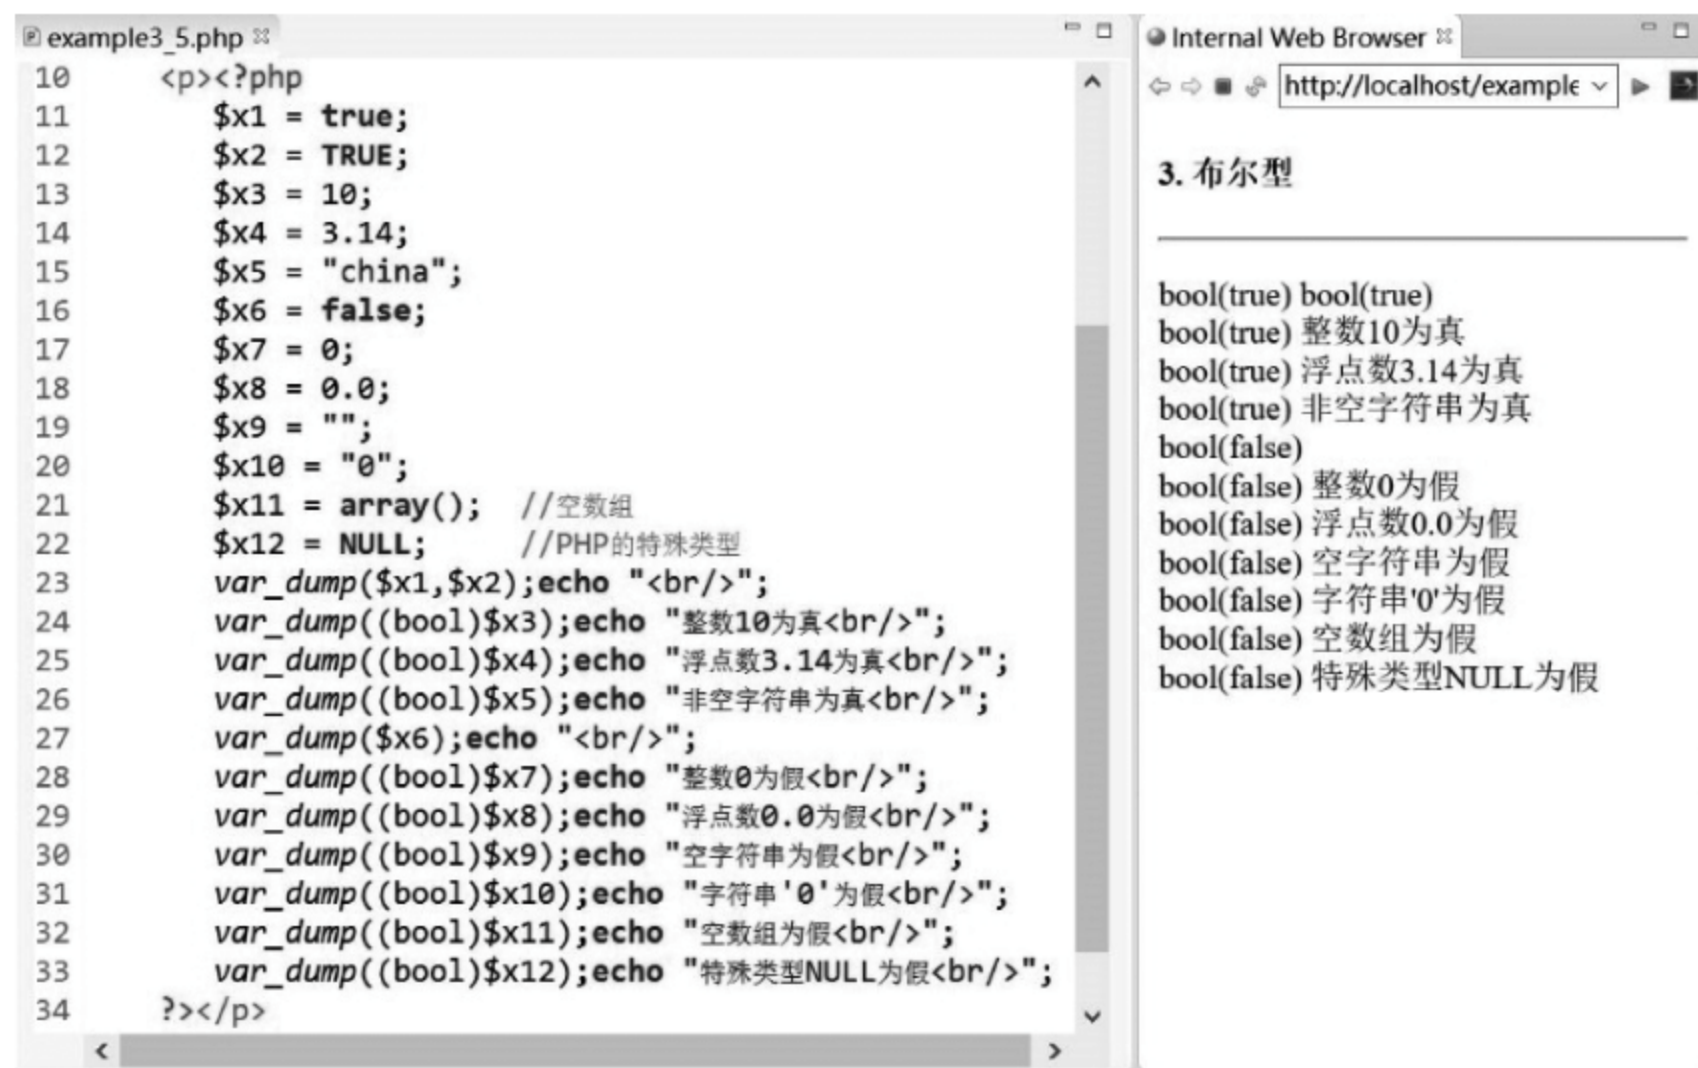 example3_5.php
10 <p><?php
11 $x1 = true;
12 $x2 = TRUE;
13 $x3 = 10;
14 $x4 = 3.14;
15 $x5 = "china";
16 $x6 = false;
17 $x7 = 0;
18 $x8 = 0.0;
19 $x9 = "";
20 $x10 = "0";
21 $x11 = array(); //空数组
22 $x12 = NULL; //PHP的特殊类型
23 var_dump($x1,$x2);echo "<br/>";
24 var_dump((bool)$x3);echo "整数10为真<br/>";
25 var_dump((bool)$x4);echo "浮点数3.14为真<br/>";
26 var_dump((bool)$x5);echo "非空字符串为真<br/>";
27 var_dump($x6);echo "<br/>";
28 var_dump((bool)$x7);echo "整数0为假<br/>";
29 var_dump((bool)$x8);echo "浮点数0.0为假<br/>";
30 var_dump((bool)$x9);echo "空字符串为假<br/>";
31 var_dump((bool)$x10);echo "字符串'0'为假<br/>";
32 var_dump((bool)$x11);echo "空数组为假<br/>";
33 var_dump((bool)$x12);echo "特殊类型NULL为假<br/>";
34 ?></p>
Internal Web Browser
http://localhost/example
3. 布尔型
bool(true) bool(true)
bool(true) 整数10为真
bool(true) 浮点数3.14为真
bool(true) 非空字符串为真
bool(false)
bool(false) 整数0为假
bool(false) 浮点数0.0为假
bool(false) 空字符串为假
bool(false) 字符串'0'为假
bool(false) 空数组为假
bool(false) 特殊类型NULL为假